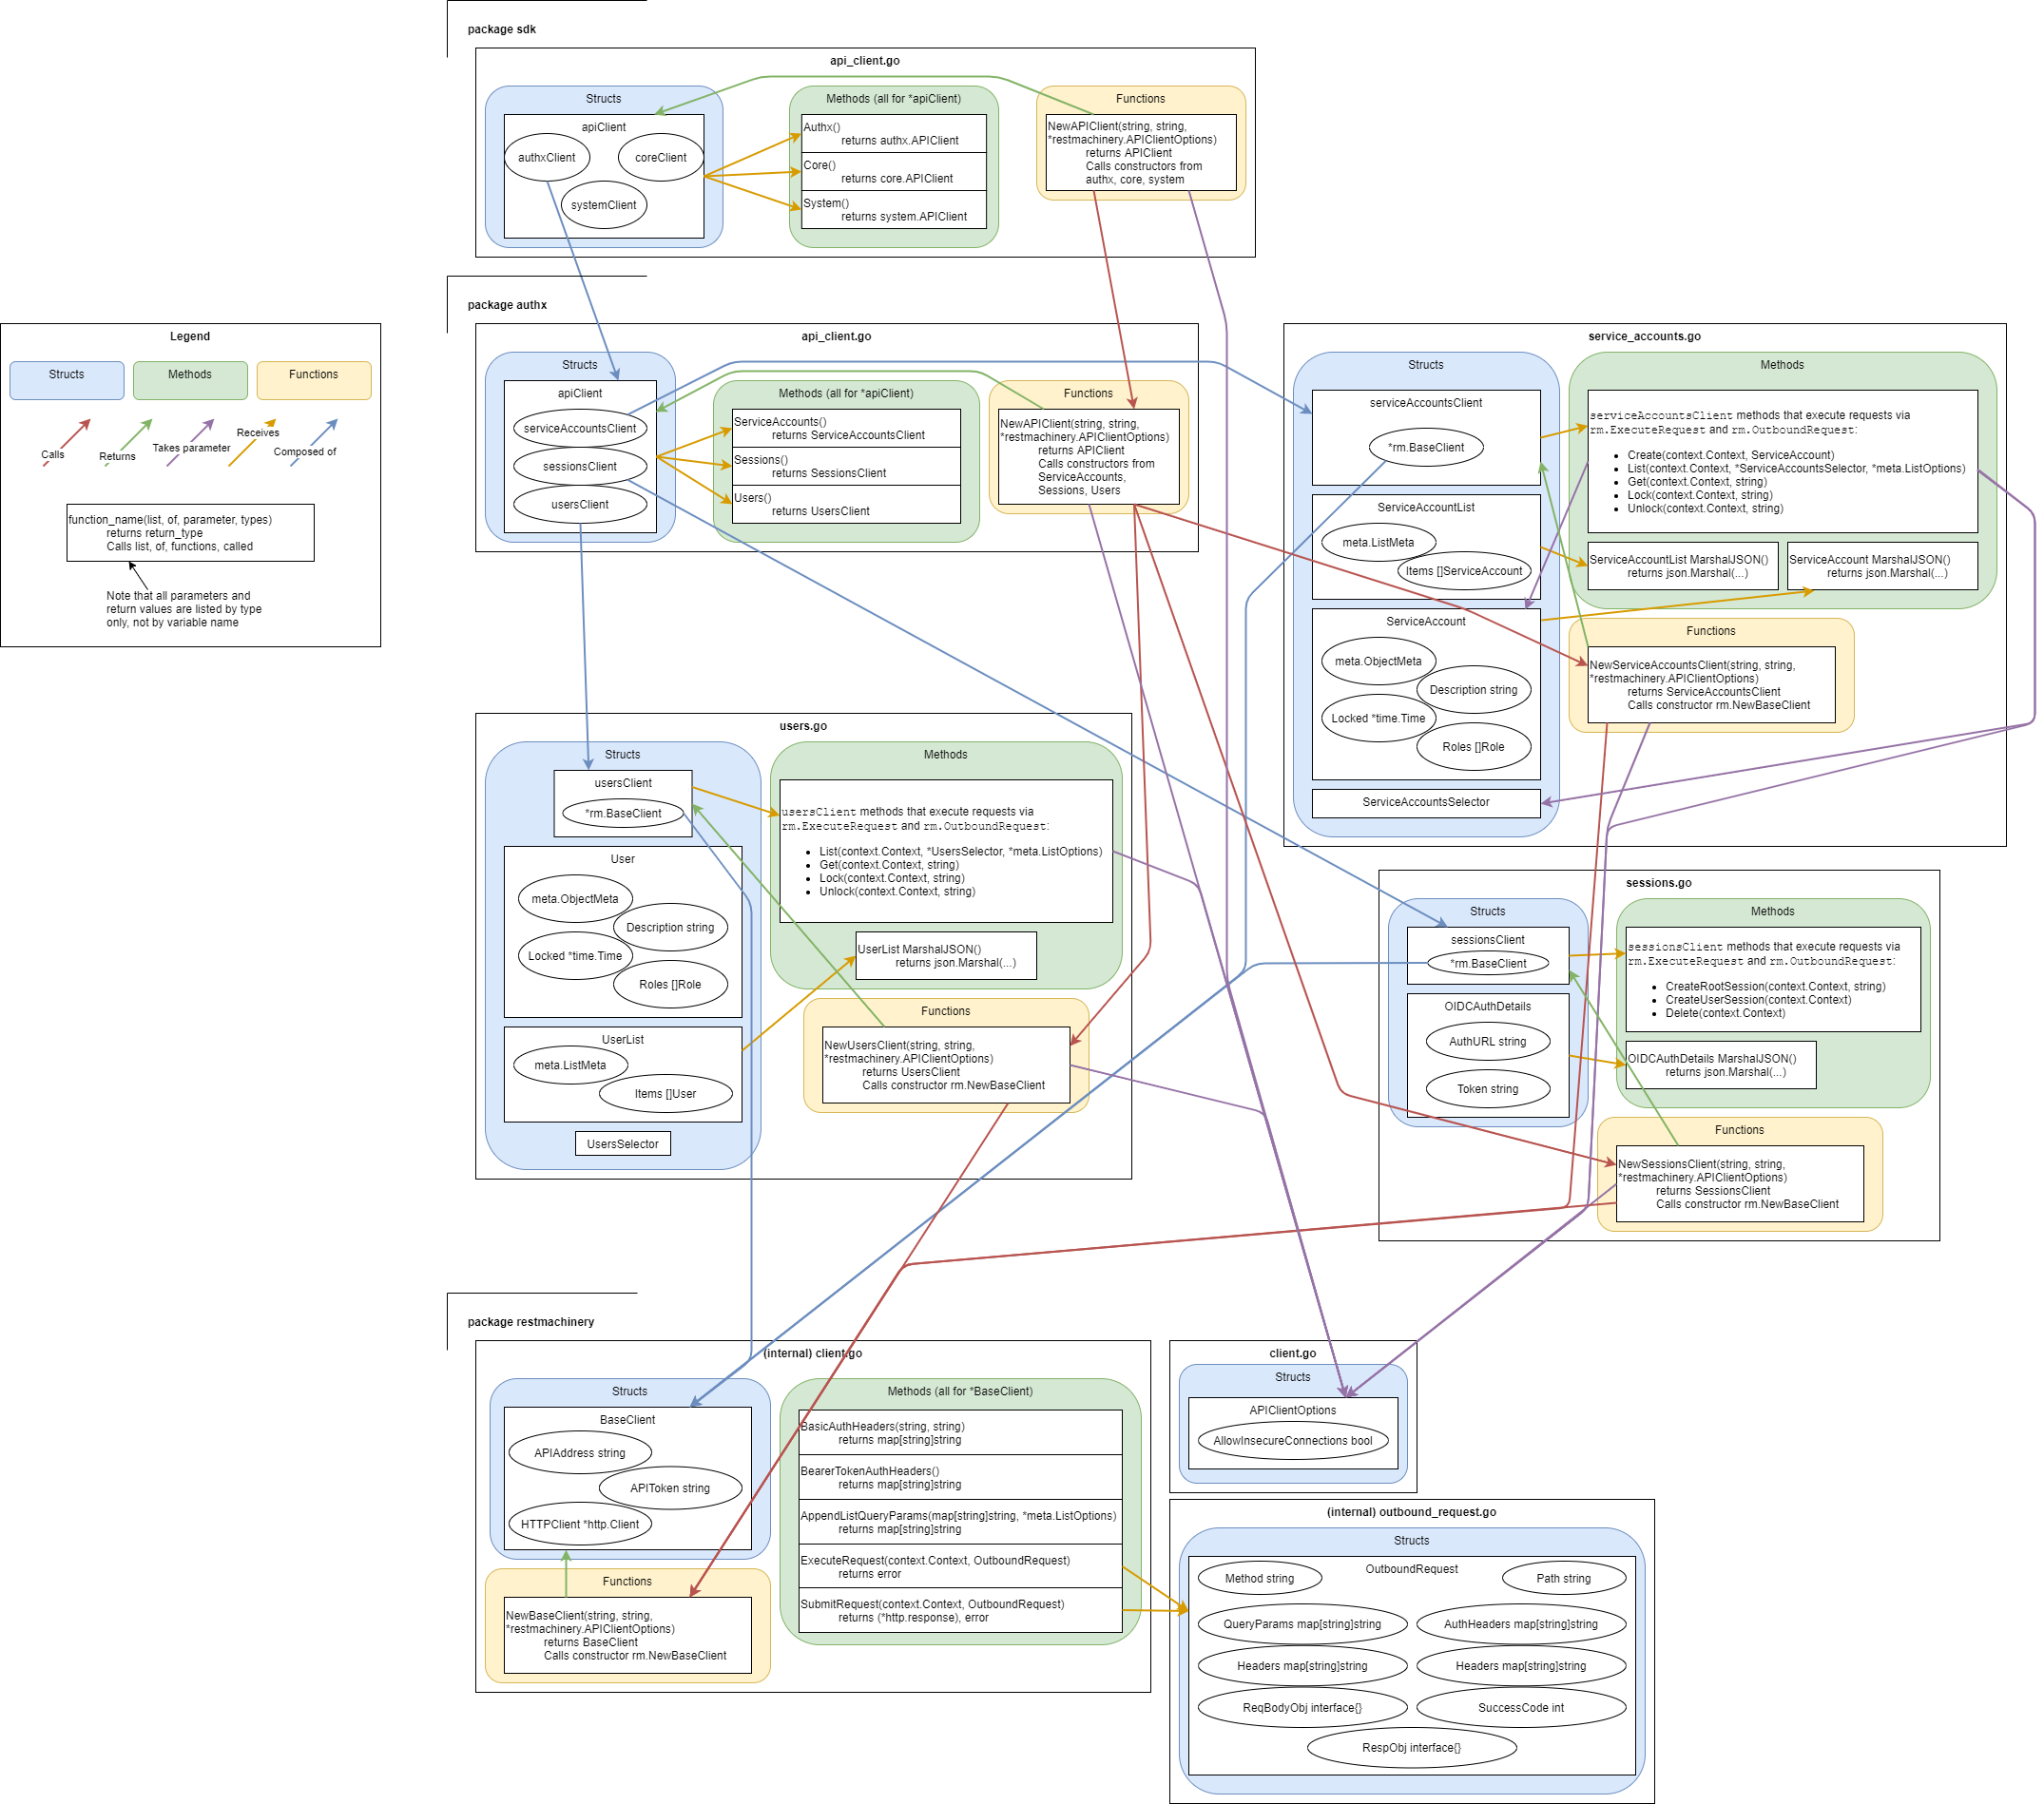 package sdk
api_client.go
Structs
apiClient
authxClient
coreClient
systemClient
Methods (all for *apiClient)
Authx()
returns authx.APIClient
Core()
returns core.APIClient
System()
returns system.APIClient
Functions
NewAPIClient(string, string,
*restmachinery.APIClientOptions)
returns APIClient
Calls constructors from
authx, core, system
Legend
Structs
Methods
Functions
Calls
Returns
Takes parameter
Receives
Composed of
function_name(list, of, parameter, types)
returns return_type
Calls list, of, functions, called
Note that all parameters and
return values are listed by type
only, not by variable name
package authx
api_client.go
Structs
apiClient
serviceAccountsClient
sessionsClient
usersClient
Methods (all for *apiClient)
ServiceAccounts()
returns ServiceAccountsClient
Sessions()
returns SessionsClient
Users()
returns UsersClient
Functions
NewAPIClient(string, string,
*restmachinery.APIClientOptions)
returns APIClient
Calls constructors from
ServiceAccounts,
Sessions, Users
service_accounts.go
Structs
serviceAccountsClient
*rm.BaseClient
ServiceAccountList
meta.ListMeta
Items []ServiceAccount
ServiceAccount
meta.ObjectMeta
Description string
Locked *time.Time
Roles []Role
ServiceAccountsSelector
Methods
serviceAccountsClient methods that execute requests via
rm.ExecuteRequest and rm.OutboundRequest:
• Create(context.Context, ServiceAccount)
• List(context.Context, *ServiceAccountsSelector, *meta.ListOptions)
• Get(context.Context, string)
• Lock(context.Context, string)
• Unlock(context.Context, string)
ServiceAccountList MarshalJSON()
returns json.Marshal(...)
ServiceAccount MarshalJSON()
returns json.Marshal(...)
Functions
NewServiceAccountsClient(string, string,
*restmachinery.APIClientOptions)
returns ServiceAccountsClient
Calls constructor rm.NewBaseClient
users.go
Structs
usersClient
*rm.BaseClient
User
meta.ObjectMeta
Description string
Locked *time.Time
Roles []Role
UserList
meta.ListMeta
Items []User
UsersSelector
Methods
usersClient methods that execute requests via
rm.ExecuteRequest and rm.OutboundRequest:
• List(context.Context, *UsersSelector, *meta.ListOptions)
• Get(context.Context, string)
• Lock(context.Context, string)
• Unlock(context.Context, string)
UserList MarshalJSON()
returns json.Marshal(...)
Functions
NewUsersClient(string, string,
*restmachinery.APIClientOptions)
returns UsersClient
Calls constructor rm.NewBaseClient
sessions.go
Structs
sessionsClient
*rm.BaseClient
OIDCAuthDetails
AuthURL string
Token string
Methods
sessionsClient methods that execute requests via
rm.ExecuteRequest and rm.OutboundRequest:
• CreateRootSession(context.Context, string)
• CreateUserSession(context.Context)
• Delete(context.Context)
OIDCAuthDetails MarshalJSON()
returns json.Marshal(...)
Functions
NewSessionsClient(string, string,
*restmachinery.APIClientOptions)
returns SessionsClient
Calls constructor rm.NewBaseClient
package restmachinery
(internal) client.go
Structs
BaseClient
APIAddress string
APIToken string
HTTPClient *http.Client
Functions
NewBaseClient(string, string,
*restmachinery.APIClientOptions)
returns BaseClient
Calls constructor rm.NewBaseClient
Methods (all for *BaseClient)
BasicAuthHeaders(string, string)
returns map[string]string
BearerTokenAuthHeaders()
returns map[string]string
AppendListQueryParams(map[string]string, *meta.ListOptions)
returns map[string]string
ExecuteRequest(context.Context, OutboundRequest)
returns error
SubmitRequest(context.Context, OutboundRequest)
returns (*http.response), error
client.go
Structs
APIClientOptions
AllowInsecureConnections bool
(internal) outbound_request.go
Structs
OutboundRequest
Method string
Path string
QueryParams map[string]string
AuthHeaders map[string]string
Headers map[string]string
Headers map[string]string
ReqBodyObj interface{}
SuccessCode int
RespObj interface{}